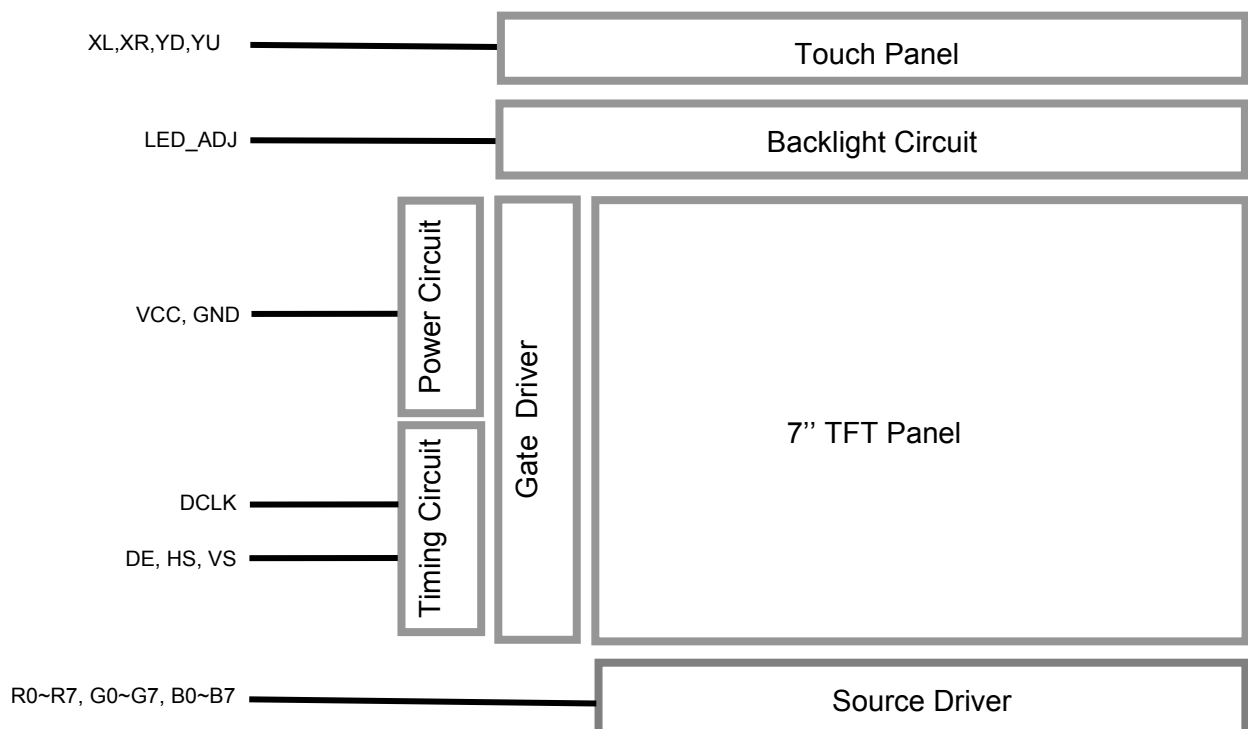 XL,XR,YD,YU
Touch Panel
LED_ADJ
Backlight Circuit
VCC, GND
Power Circuit
Gate Driver
7’’ TFT Panel
DCLK
DE, HS, VS
Timing Circuit
R0~R7, G0~G7, B0~B7
Source Driver